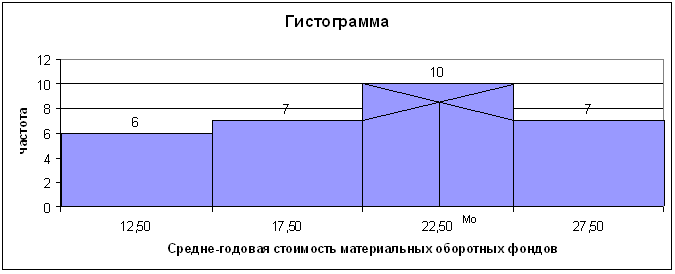 Гистограмма
частота
12
10
8
6
4
2
0
6
7
10
7
12,50 17,50 22,50 Мо 27,50
Средне-годовая стоимость материальных оборотных фондов